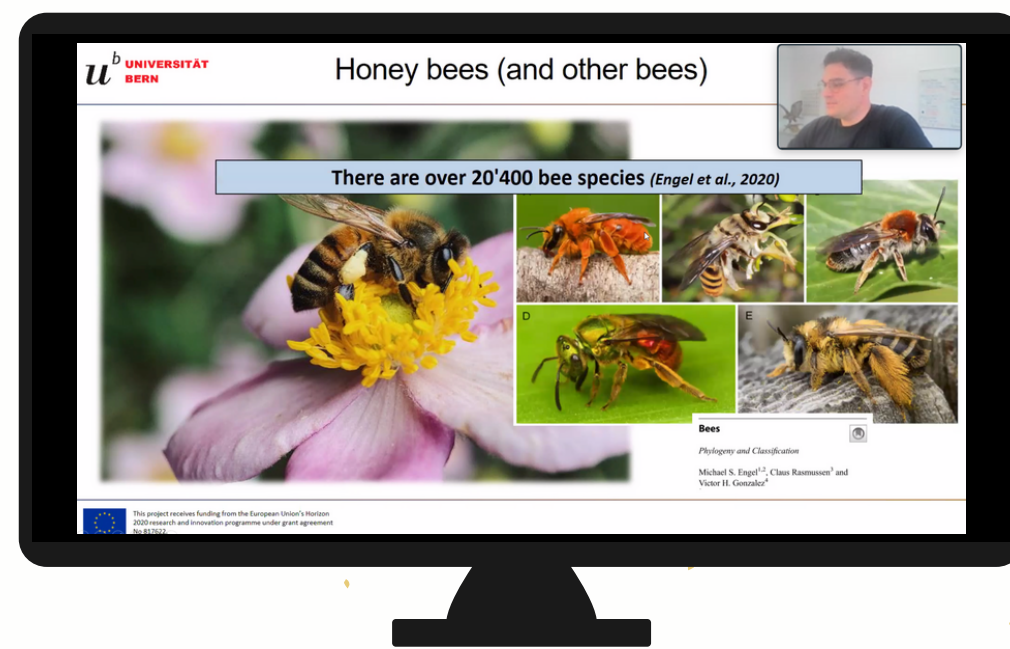 u
b
UNIVERSITÄT
BERN
Honey bees (and other bees)
There are over 20'400 bee species (Engel et al., 2020)
D
E
Bees
Phylogeny and Classification
Michael S. Engel1,2, Claus Rasmussen3 and
Victor H. Gonzalez4
This project receives funding from the European Union's Horizon
2020 research and innovation programme under grant agreement
No 817622.